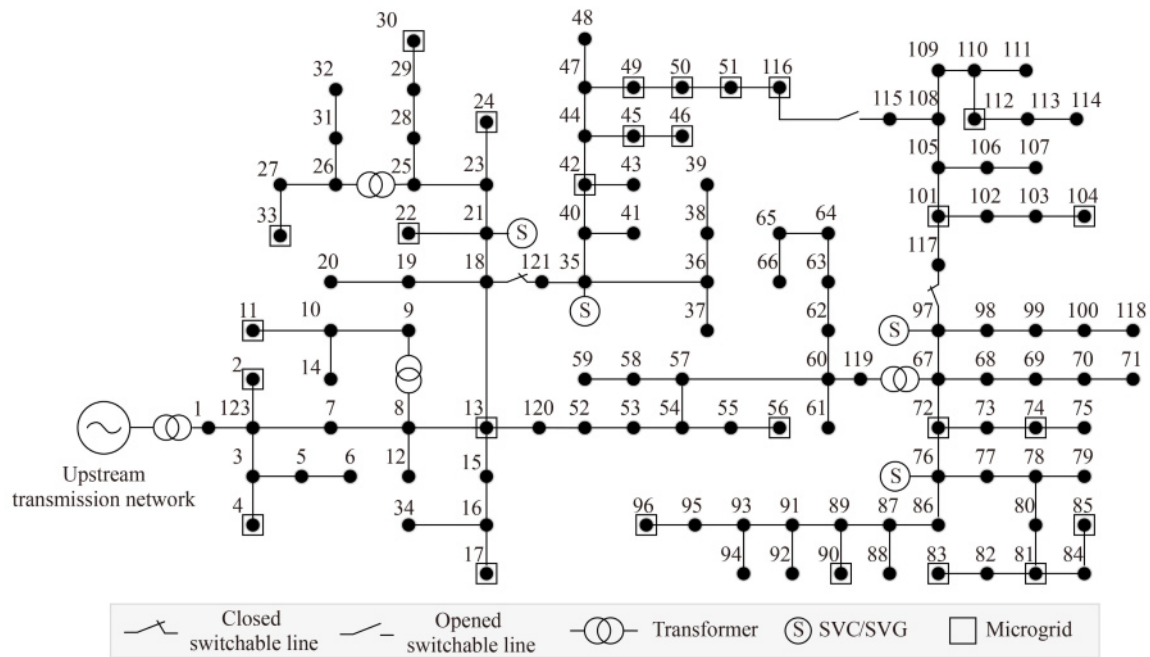 48
30
109 110 111
32 29 47 49 50 51 116
24 115 108 112 113 114
31 28 44 45 46
105 106 107
27 26 25 23 42 43 39
101 102 103 104
33 22 21 S 40 41 38 65 64
117
20 19 18 121 35 36 66 63
S
11 10 9 37 62 S 97 98 99 100 118
2 14 59 58 57 60 119 67 68 69 70 71
1 123 7 8 13 120 52 53 54 55 56 61 72 73 74 75
Upstream
transmission network
3 5 6 12 15 S 76 77 78 79
4 34 16 96 95 93 91 89 87 86 80 85
17 94 92 90 88 83 82 81 84
Closed
switchable line
Opened
switchable line
Transformer
S SVC/SVG
Microgrid